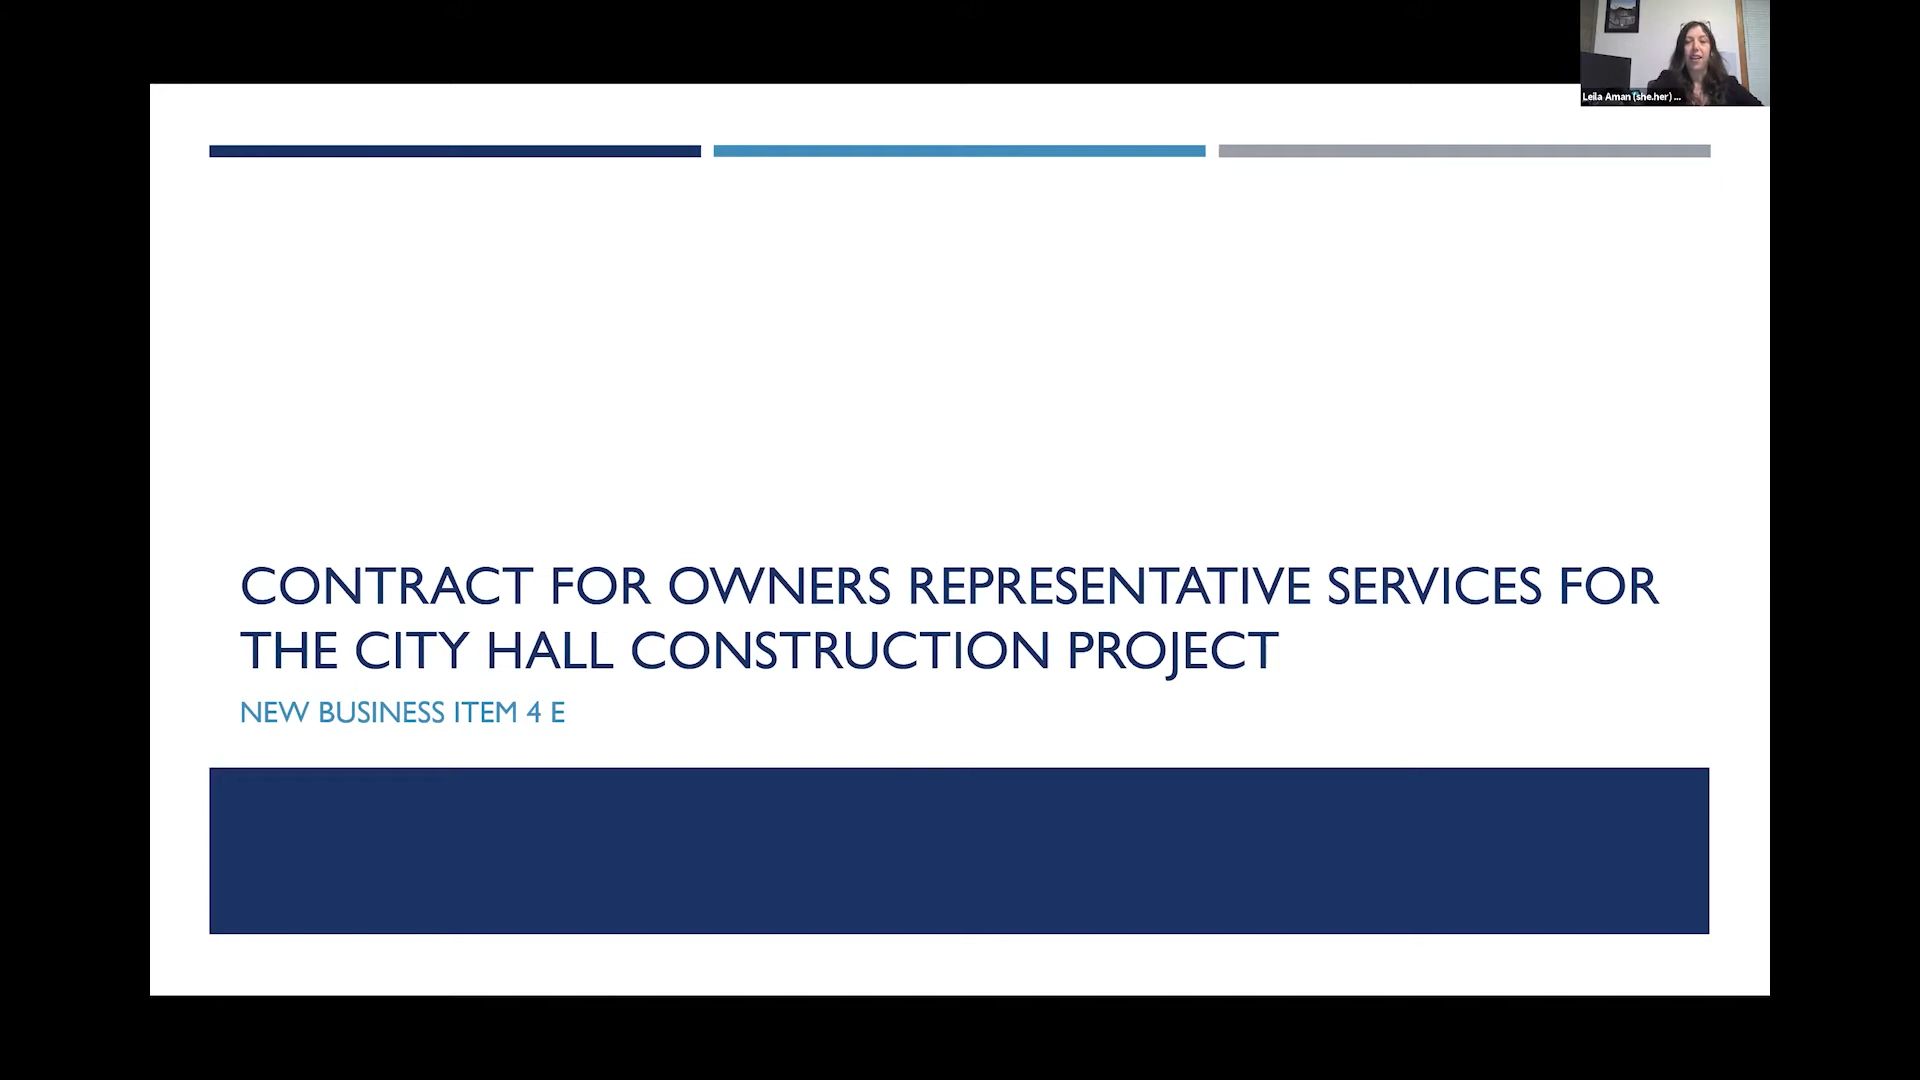 Leila Aman (she.her) ...
CONTRACT FOR OWNERS REPRESENTATIVE SERVICES FOR
THE CITY HALL CONSTRUCTION PROJECT
NEW BUSINESS ITEM 4 E